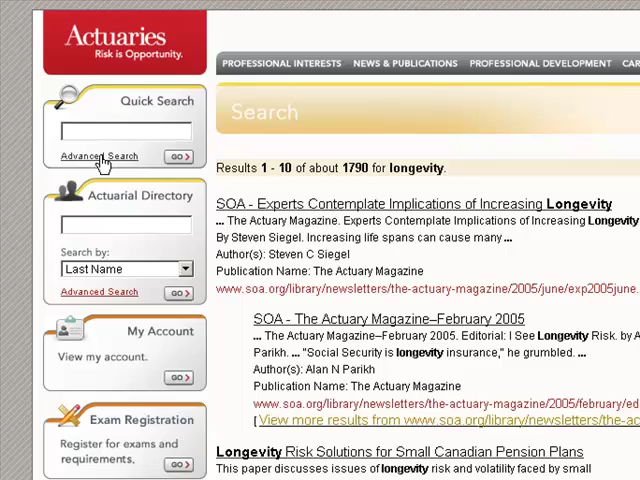 Actuaries
Risk is Opportunity.
PROFESSIONAL INTERESTS NEWS & PUBLICATIONS PROFESSIONAL DEVELOPMENT CAR
Quick Search
Advanced Search GO
Actuarial Directory
Search by:
Last Name
Advanced Search GO
My Account
View my account.
GO
Exam Registration
Register for exams and
requirements.
GO
Search
Results 1 - 10 of about 1790 for longevity.
SOA - Experts Contemplate Implications of Increasing Longevity
... The Actuary Magazine. Experts Contemplate Implications of Increasing Longevity
By Steven Siegel. Increasing life spans can cause many ...
Author(s): Steven C Siegel
Publication Name: The Actuary Magazine
www.soa.org/library/newsletters/the-actuary-magazine/2005/june/exp2005june.
SOA - The Actuary Magazine–February 2005
... The Actuary Magazine–February 2005. Editorial: I See Longevity Risk. by A
Parikh. ... "Social Security is longevity insurance," he grumbled. ...
Author(s): Alan N Parikh
Publication Name: The Actuary Magazine
www.soa.org/library/newsletters/the-actuary-magazine/2005/february/ed
[ View more results from www.soa.org/library/newsletters/the-ac
Longevity Risk Solutions for Small Canadian Pension Plans
This paper discusses issues of longevity risk and volatility faced by small